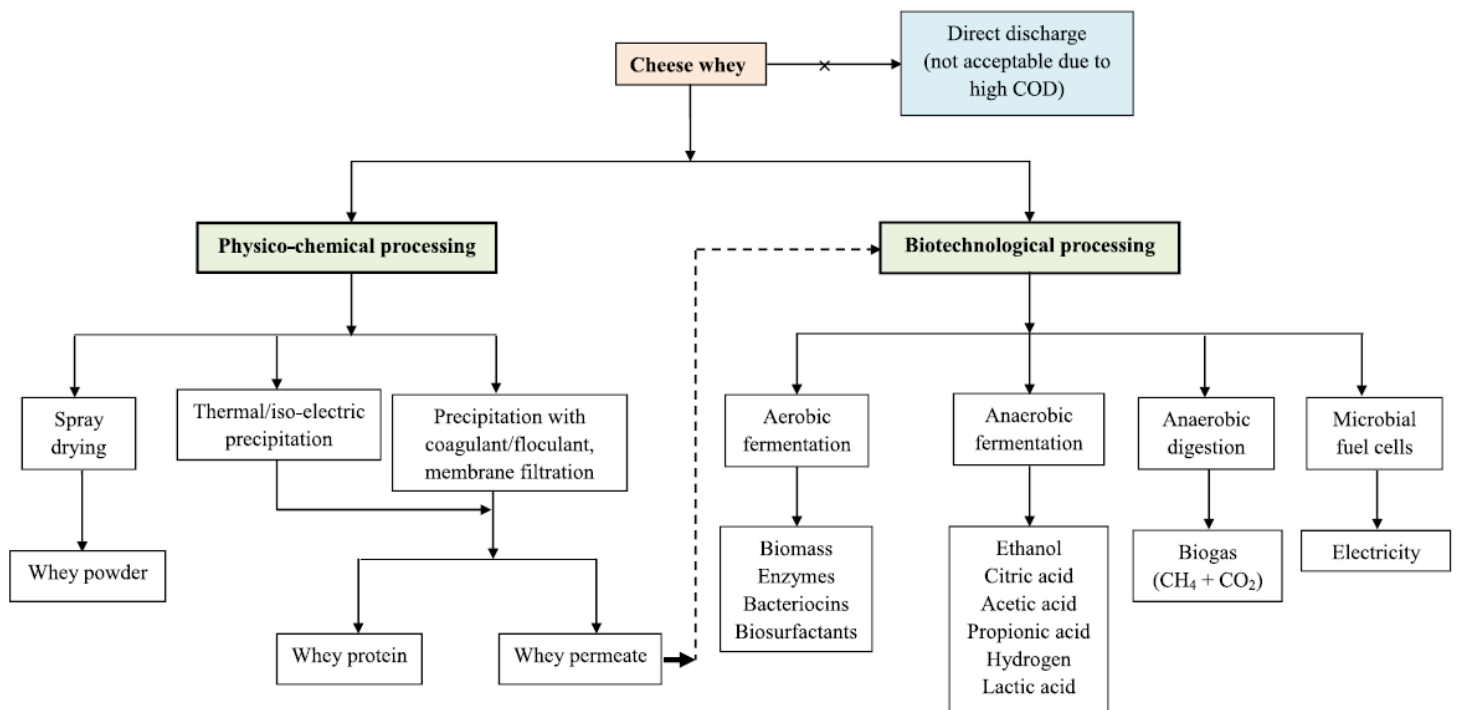 Cheese whey
Direct discharge
(not acceptable due to
high COD)
Physico-chemical processing
Biotechnological processing
Spray
drying
Thermal/iso-electric
precipitation
Precipitation with
coagulant/floculant,
membrane filtration
Aerobic
fermentation
Anaerobic
fermentation
Anaerobic
digestion
Microbial
fuel cells
Whey powder
Whey protein
Whey permeate
Biomass
Enzymes
Bacteriocins
Biosurfactants
Ethanol
Citric acid
Acetic acid
Propionic acid
Hydrogen
Lactic acid
Biogas
(CH₄ + CO₂)
Electricity